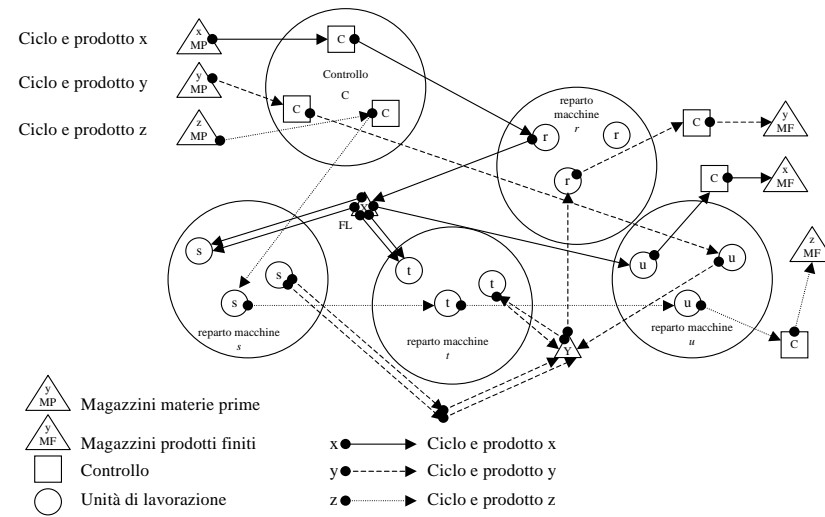 Ciclo e prodotto x
x
MP
C
Ciclo e prodotto y
y
MP
Controllo
C
C
C
Ciclo e prodotto z
z
MP
reparto
macchine
r
r
r
r
C
y
MF
C
x
MF
X
FL
s
s
s
reparto macchine
s
t
t
t
reparto macchine
t
u
u
u
reparto macchine
u
z
MF
C
Y
y
MP
Magazzini materie prime
y
MF
Magazzini prodotti finiti
Controllo
Unità di lavorazione
x
Ciclo e prodotto x
y
Ciclo e prodotto y
z
Ciclo e prodotto z